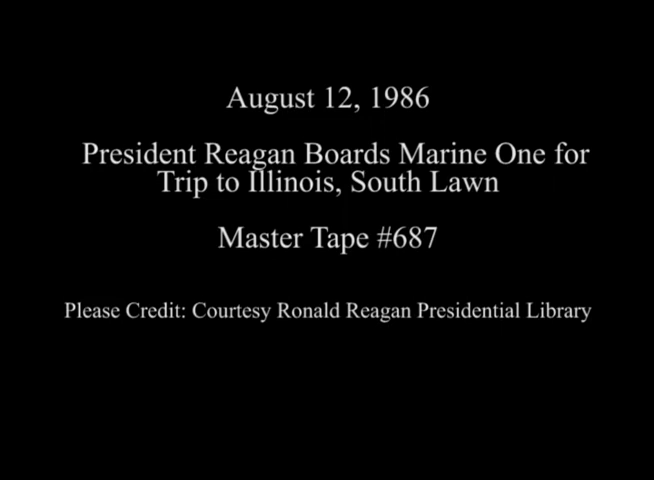 August 12, 1986
President Reagan Boards Marine One for
Trip to Illinois, South Lawn
Master Tape #687
Please Credit: Courtesy Ronald Reagan Presidential Library